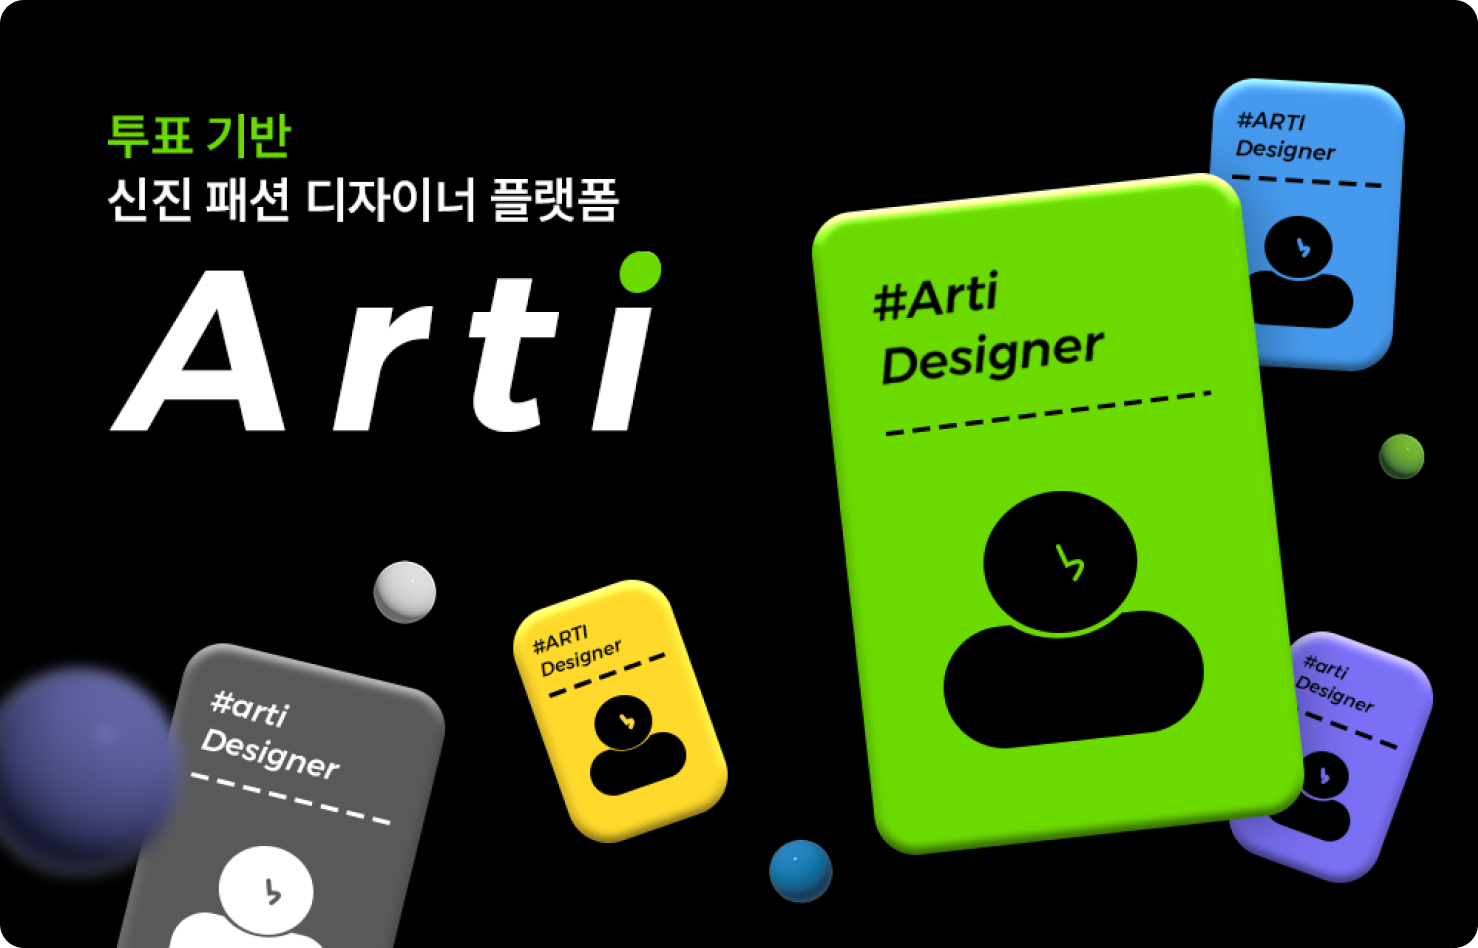 투표 기반
신진 패션 디자이너 플랫폼
Arti
#ARTI
Designer
#Arti
Designer
#ARTI
Designer
#arti
Designer
#arti
Designer